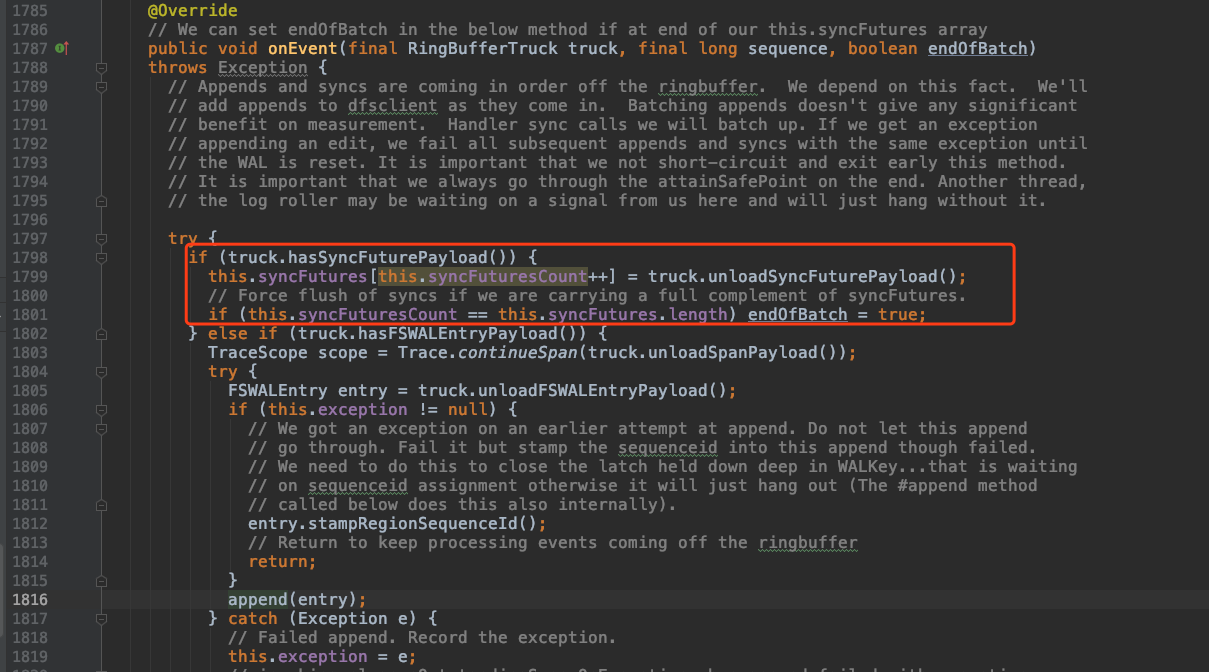 1785 @Override
1786 // We can set endOfBatch in the below method if at end of our this.syncFutures array
1787 public void onEvent(final RingBufferTruck truck, final long sequence, boolean endOfBatch)
1788 throws Exception {
1789 // Appends and syncs are coming in order off the ringbuffer.  We depend on this fact.  We'll
1790 // add appends to dfsclient as they come in.  Batching appends doesn't give any significant
1791 // benefit on measurement.  Handler sync calls we will batch up. If we get an exception
1792 // appending an edit, we fail all subsequent appends and syncs with the same exception until
1793 // the WAL is reset. It is important that we not short-circuit and exit early this method.
1794 // It is important that we always go through the attainSafePoint on the end. Another thread,
1795 // the log roller may be waiting on a signal from us here and will just hang without it.
1796
1797 try {
1798 if (truck.hasSyncFuturePayload()) {
1799 this.syncFutures[this.syncFuturesCount++] = truck.unloadSyncFuturePayload();
1800 // Force flush of syncs if we are carrying a full complement of syncFutures.
1801 if (this.syncFuturesCount == this.syncFutures.length) endOfBatch = true;
1802 } else if (truck.hasFSWALEntryPayload()) {
1803 TraceScope scope = Trace.continueSpan(truck.unloadSpanPayload());
1804 try {
1805 FSWALEntry entry = truck.unloadFSWALEntryPayload();
1806 if (this.exception != null) {
1807 // We got an exception on an earlier attempt at append. Do not let this append
1808 // go through. Fail it but stamp the sequenceid into this append though failed.
1809 // We need to do this to close the latch held down deep in WALKey...that is waiting
1810 // on sequenceid assignment otherwise it will just hang out (The #append method
1811 // called below does this also internally).
1812 entry.stampRegionSequenceId();
1813 // Return to keep processing events coming off the ringbuffer
1814 return;
1815 }
1816 append(entry);
1817 } catch (Exception e) {
1818 // Failed append. Record the exception.
1819 this.exception = e;